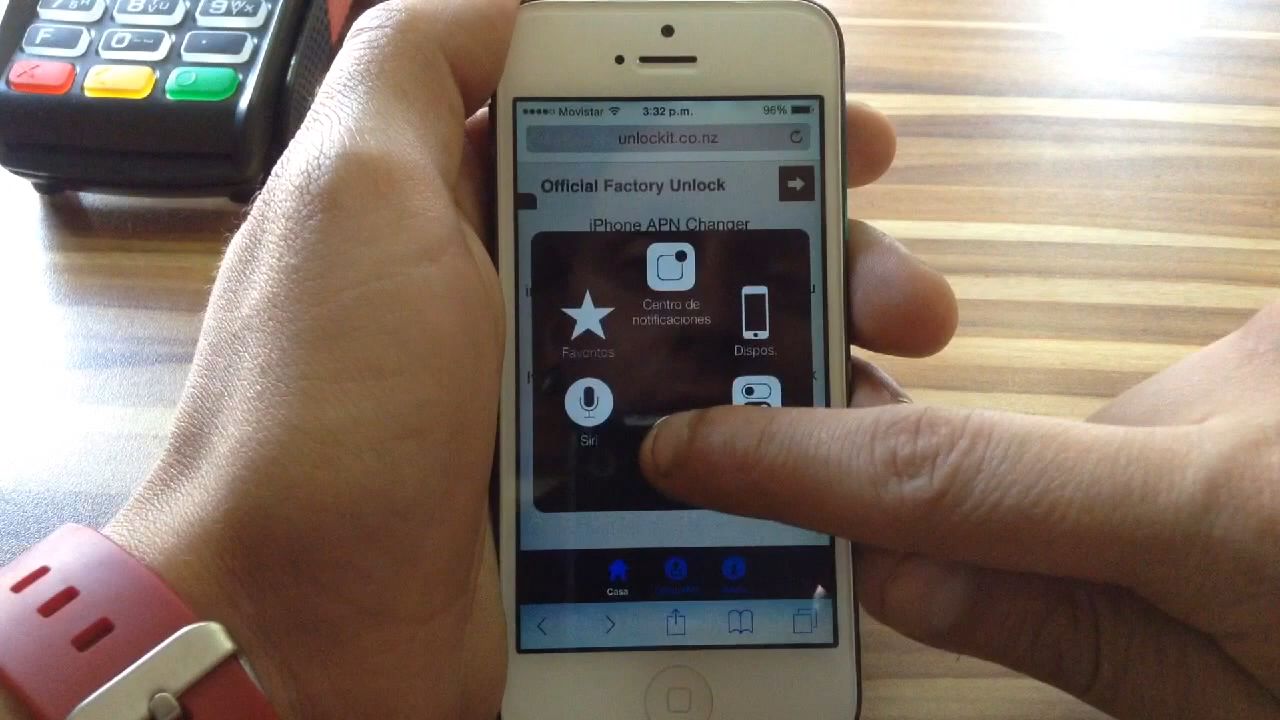 Movistar 3:32 p.m. 96%
unlockit.co.nz
Official Factory Unlock
iPhone APN Changer
Centro de
notificaciones
Favoritos
Dispos.
Siri
Casa
F
0